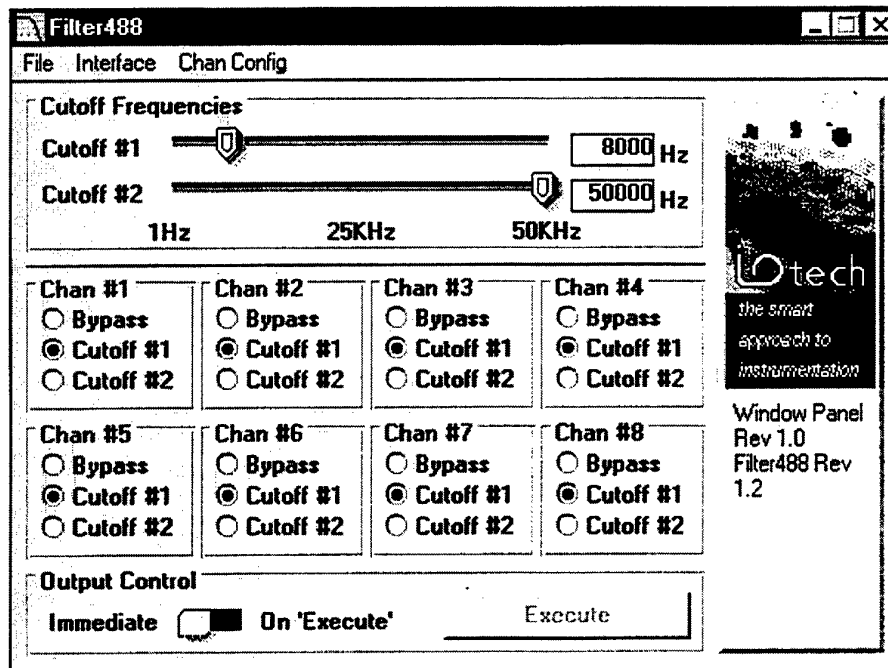 Filter488
File Interface Chan Config
Cutoff Frequencies
Cutoff #1 8000 Hz
Cutoff #2 50000 Hz
1Hz 25KHz 50KHz
Chan #1 Chan #2 Chan #3 Chan #4
Bypass Bypass Bypass Bypass
Cutoff #1 Cutoff #1 Cutoff #1 Cutoff #1
Cutoff #2 Cutoff #2 Cutoff #2 Cutoff #2
Chan #5 Chan #6 Chan #7 Chan #8
Bypass Bypass Bypass Bypass
Cutoff #1 Cutoff #1 Cutoff #1 Cutoff #1
Cutoff #2 Cutoff #2 Cutoff #2 Cutoff #2
Output Control
Immediate On 'Execute' Execute
IOtech
the smart
approach to
instrumentation
Window Panel
Rev 1.0
Filter488 Rev
1.2